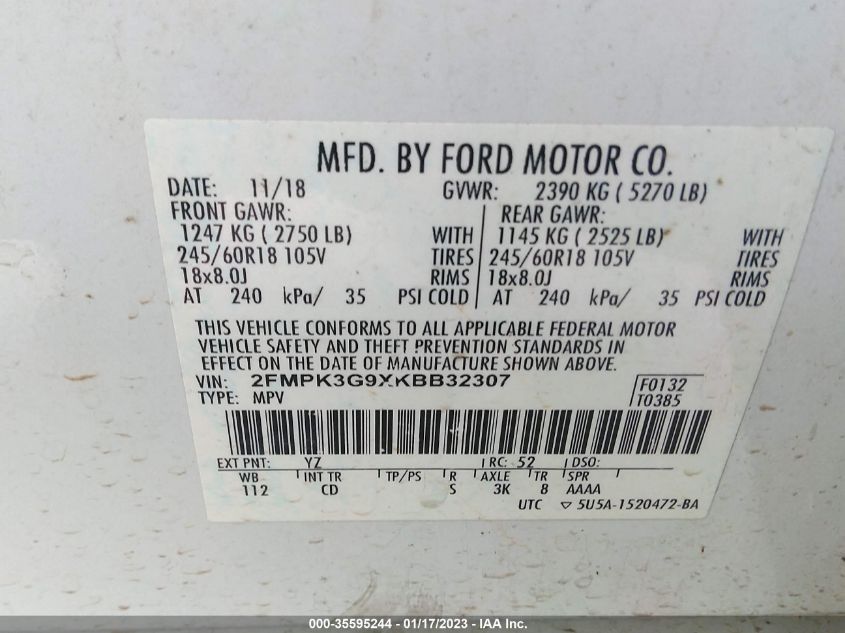 MFD. BY FORD MOTOR CO.
DATE: 11/18 GVWR: 2390 KG ( 5270 LB)
FRONT GAWR: REAR GAWR:
1247 KG ( 2750 LB) WITH 1145 KG ( 2525 LB) WITH
245/60R18 105V TIRES 245/60R18 105V TIRES
18x8.0J RIMS 18x8.0J RIMS
AT 240 kPa/ 35 PSI COLD AT 240 kPa/ 35 PSI COLD
THIS VEHICLE CONFORMS TO ALL APPLICABLE FEDERAL MOTOR
VEHICLE SAFETY AND THEFT PREVENTION STANDARDS IN
EFFECT ON THE DATE OF MANUFACTURE SHOWN ABOVE.
VIN: 2FMPK3G9XKBB32307 F0132
TYPE: MPV T0385
EXT PNT: YZ RC: 52 DSO:
WB INT TR TP/PS R AXLE TR SPR
112 CD S 3K 8 AAAA
UTC ▽ 5U5A-1520472-BA
000-35595244 - 01/17/2023 - IAA Inc.